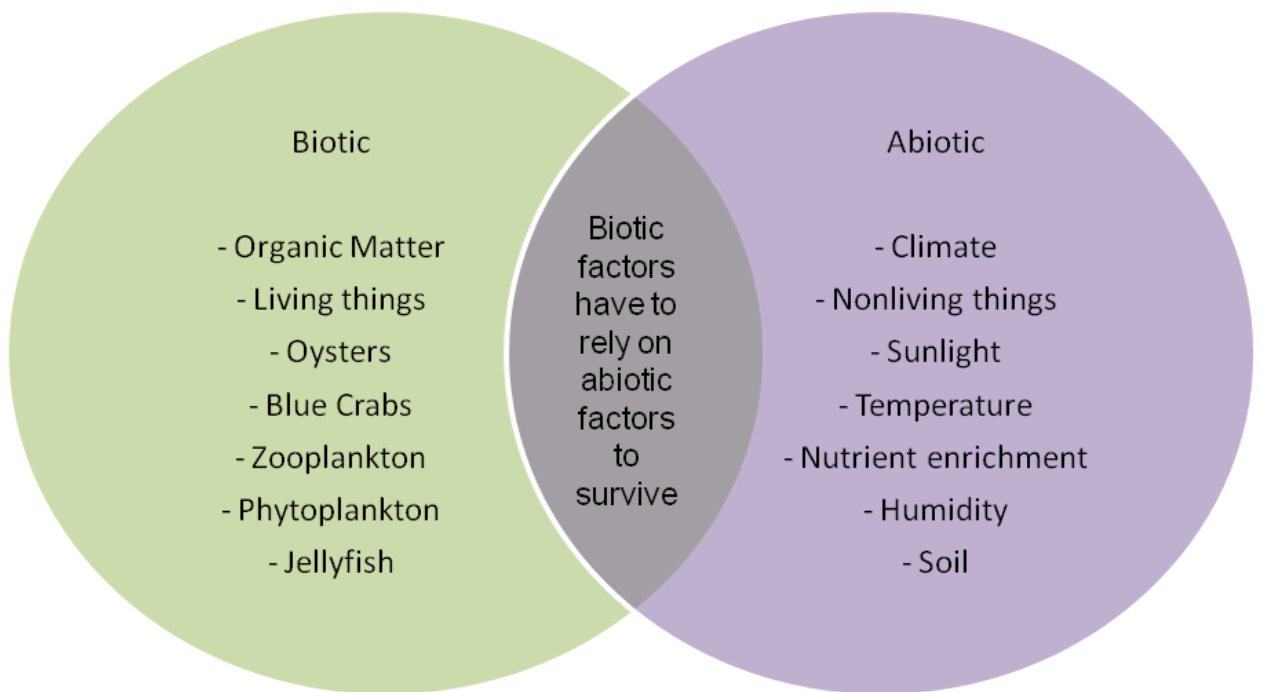 Biotic
- Organic Matter
- Living things
- Oysters
- Blue Crabs
- Zooplankton
- Phytoplankton
- Jellyfish
Biotic
factors
have to
rely on
abiotic
factors
to
survive
Abiotic
- Climate
- Nonliving things
- Sunlight
- Temperature
- Nutrient enrichment
- Humidity
- Soil